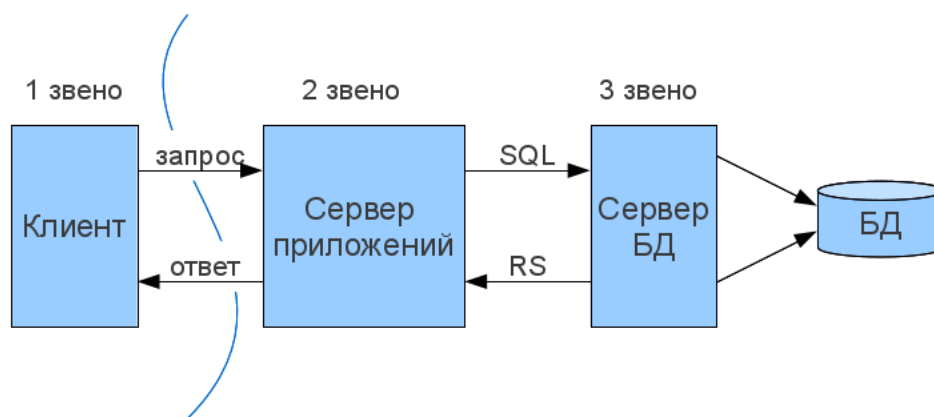 1 звено
2 звено
3 звено
запрос
SQL
Клиент
Сервер
приложений
Сервер
БД
БД
ответ
RS